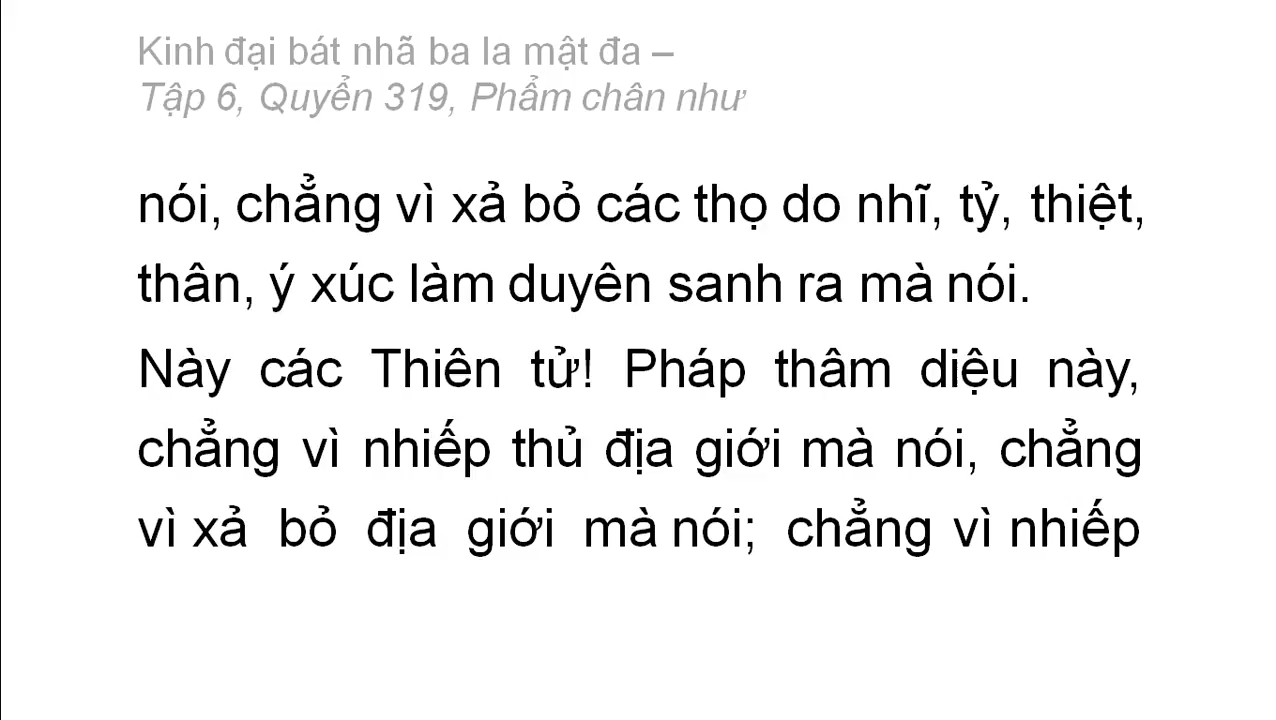 Kinh đại bát nhã ba la mật đa –
Tập 6, Quyển 319, Phẩm chân như
nói, chẳng vì xả bỏ các thọ do nhĩ, tỷ, thiệt,
thân, ý xúc làm duyên sanh ra mà nói.
Này các Thiên tử! Pháp thâm diệu này,
chẳng vì nhiếp thủ địa giới mà nói, chẳng
vì xả bỏ địa giới mà nói; chẳng vì nhiếp